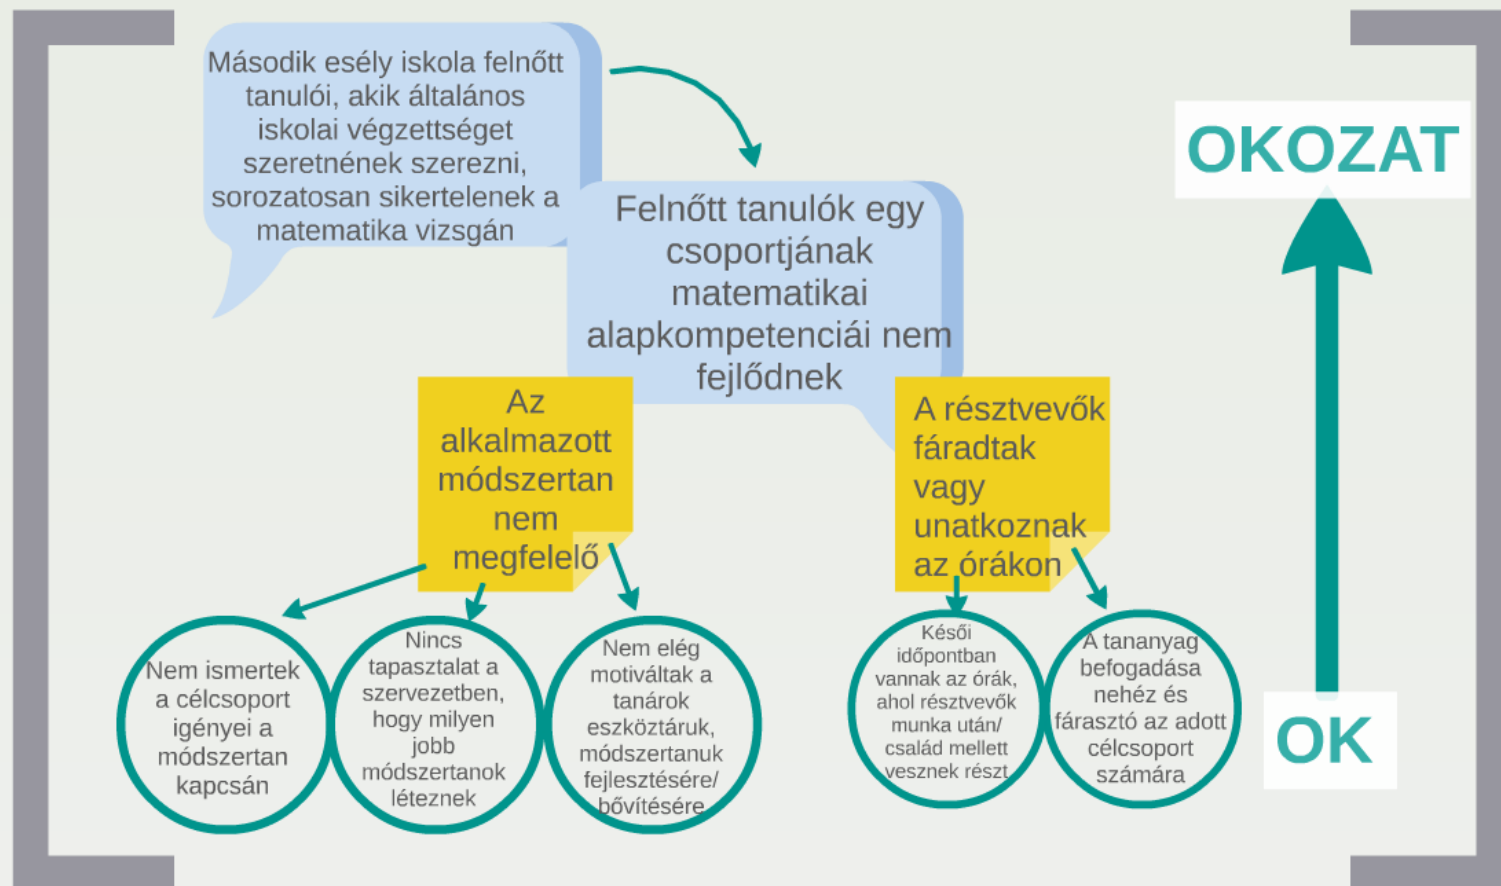 Második esély iskola felnőtt
tanulói, akik általános
iskolai végzettséget
szeretnének szerezni,
sorozatosan sikertelenek a
matematika vizsgán
Felnőtt tanulók egy
csoportjának
matematikai
alapkompetenciái nem
fejlődnek
OKOZAT
Az
alkalmazott
módszertan
nem
megfelelő
A résztvevők
fáradtak
vagy
unatkoznak
az órákon
Nem ismertek
a célcsoport
igényei a
módszertan
kapcsán
Nincs
tapasztalat a
szervezetben,
hogy milyen
jobb
módszertanok
léteznek
Nem elég
motiváltak a
tanárok
eszköztáruk,
módszertanuk
fejlesztésére/
bővítésére
Késői
időpontban
vannak az órák,
ahol résztvevők
munka után/
család mellett
vesznek részt
A tananyag
befogadása
nehéz és
fárasztó az adott
célcsoport
számára
OK